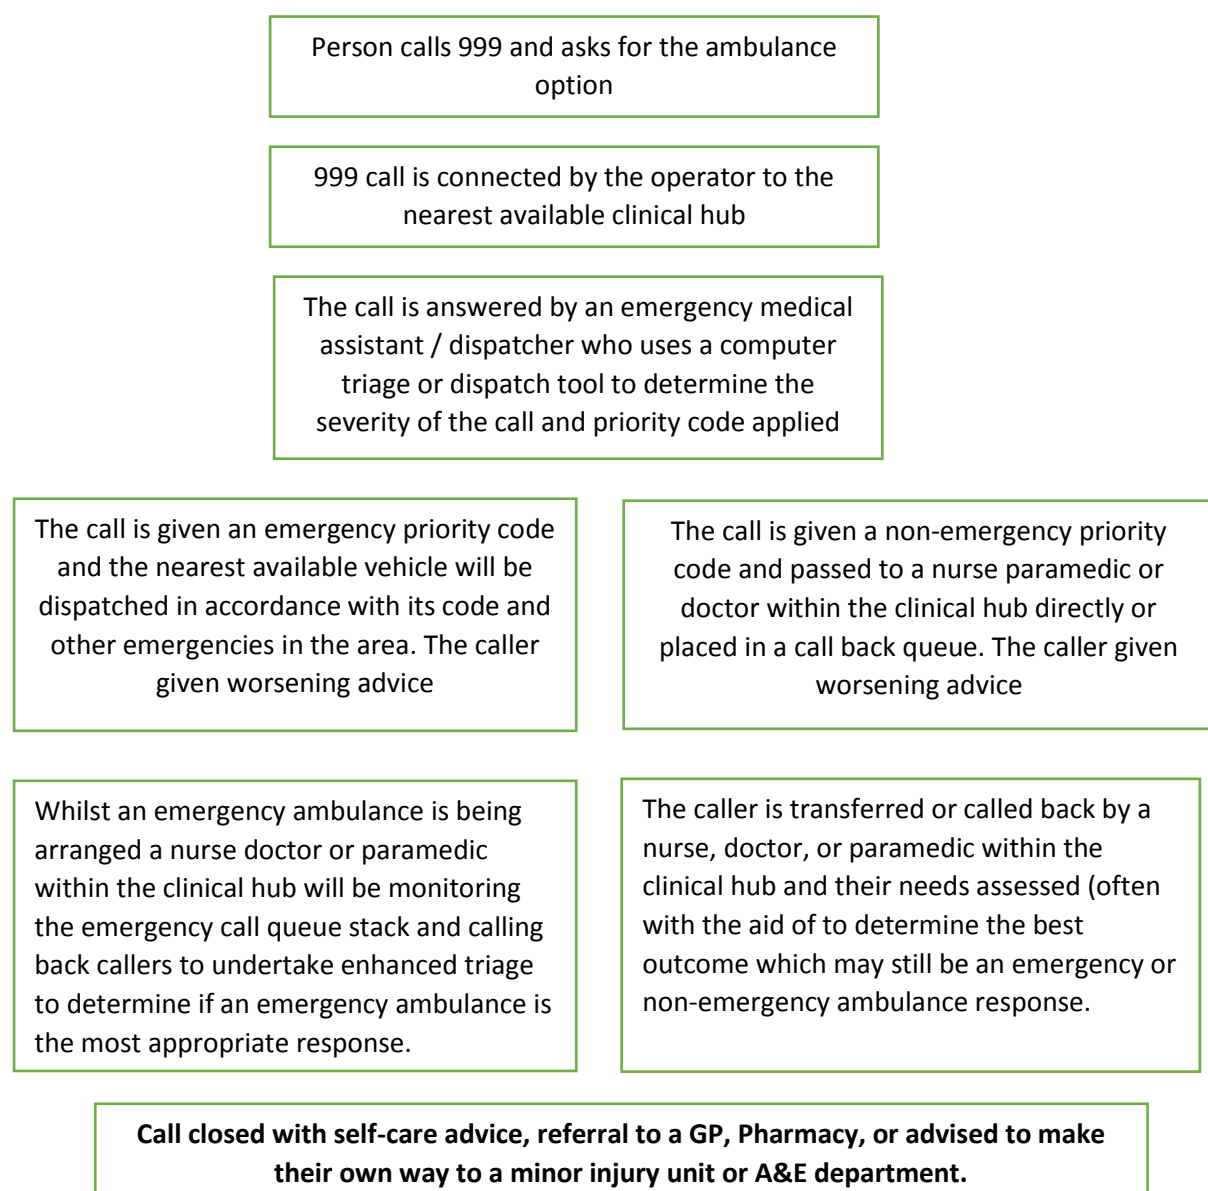 Person calls 999 and asks for the ambulance
option
999 call is connected by the operator to the
nearest available clinical hub
The call is answered by an emergency medical
assistant / dispatcher who uses a computer
triage or dispatch tool to determine the
severity of the call and priority code applied
The call is given an emergency priority code
and the nearest available vehicle will be
dispatched in accordance with its code and
other emergencies in the area. The caller
given worsening advice
The call is given a non-emergency priority
code and passed to a nurse paramedic or
doctor within the clinical hub directly or
placed in a call back queue. The caller given
worsening advice
Whilst an emergency ambulance is being
arranged a nurse doctor or paramedic
within the clinical hub will be monitoring
the emergency call queue stack and calling
back callers to undertake enhanced triage
to determine if an emergency ambulance is
the most appropriate response.
The caller is transferred or called back by a
nurse, doctor, or paramedic within the
clinical hub and their needs assessed (often
with the aid of to determine the best
outcome which may still be an emergency or
non-emergency ambulance response.
Call closed with self-care advice, referral to a GP, Pharmacy, or advised to make
their own way to a minor injury unit or A&E department.